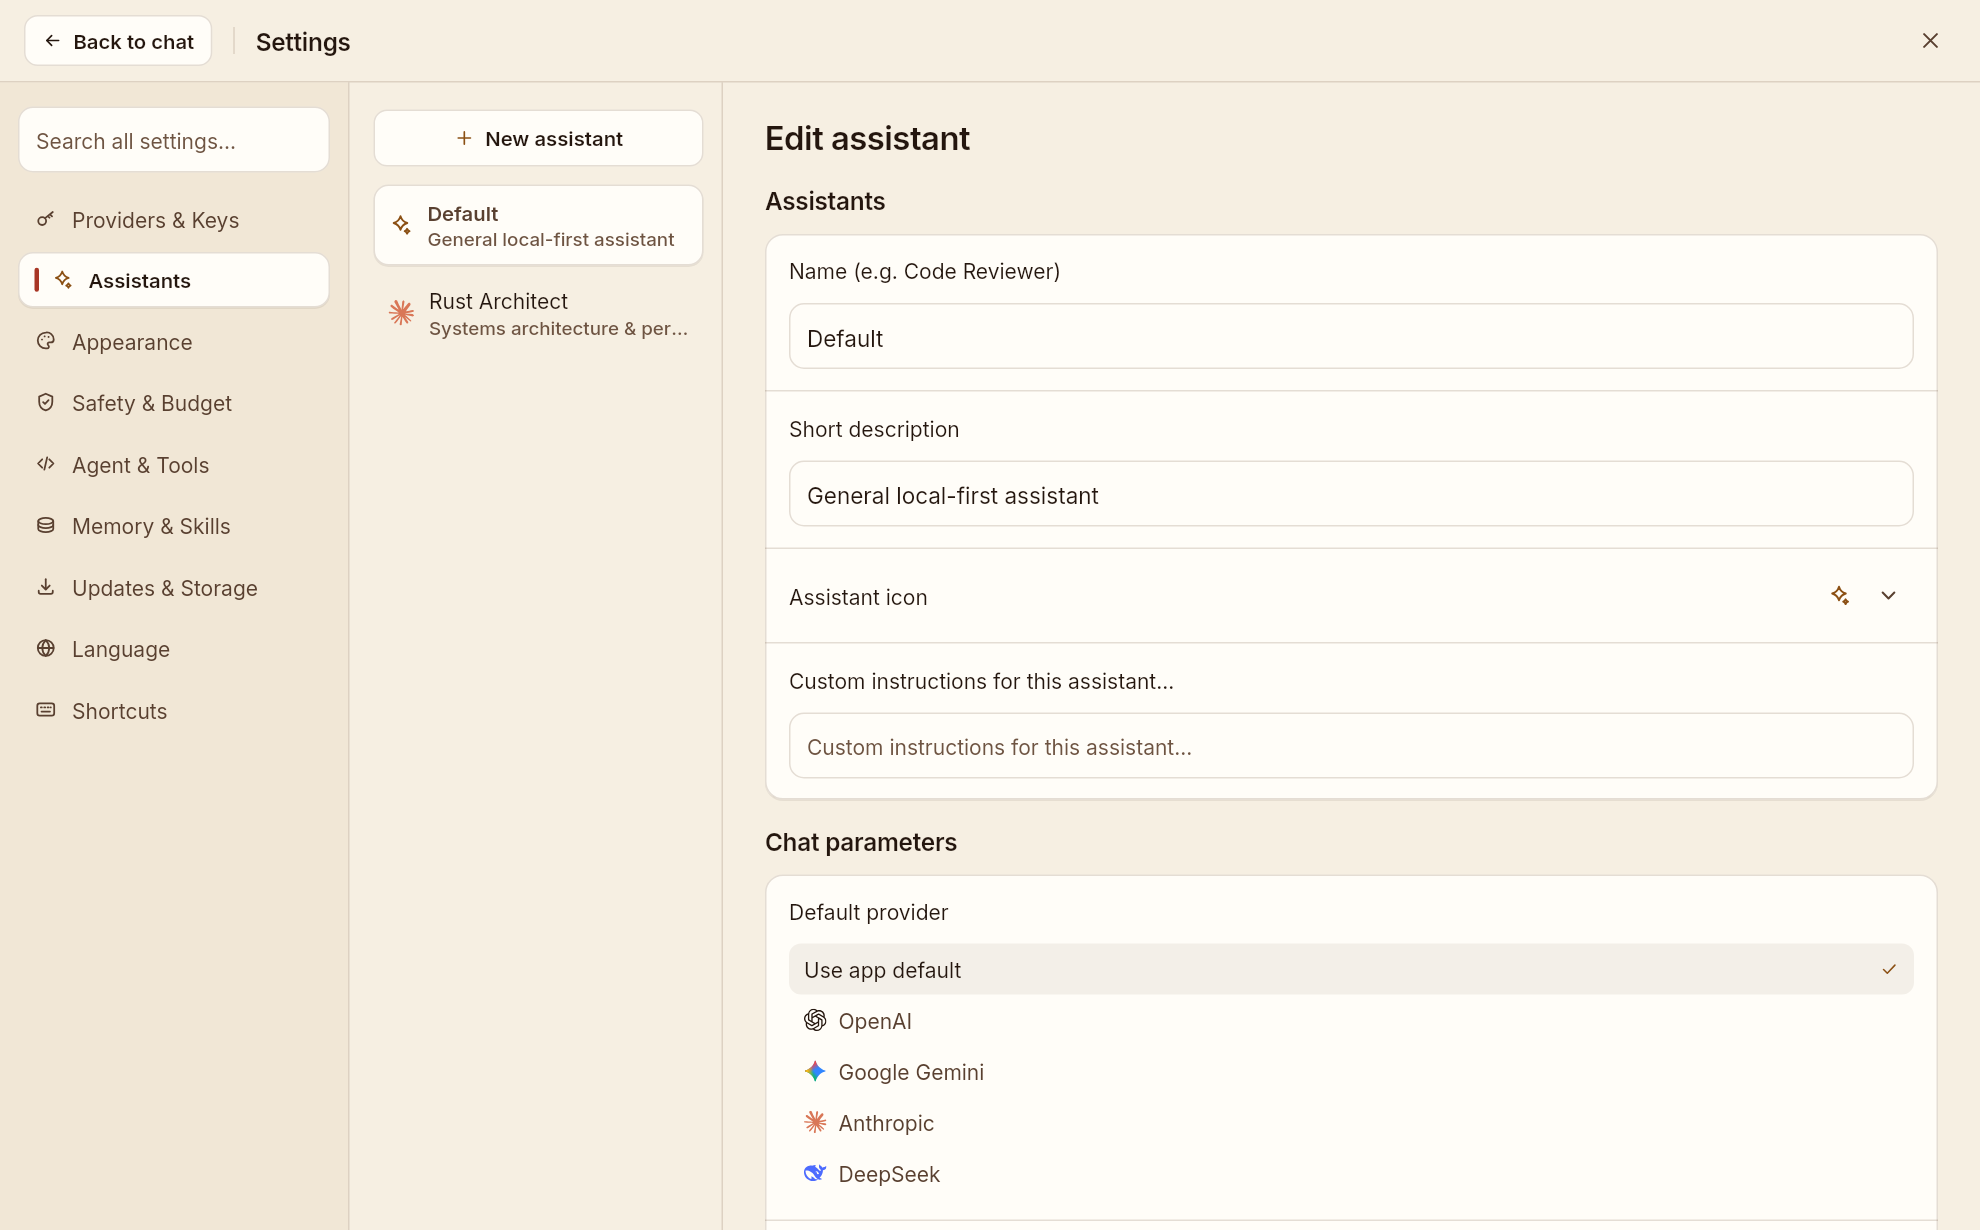 Back to chat
Settings
Search all settings...
Providers & Keys
Assistants
Appearance
Safety & Budget
Agent & Tools
Memory & Skills
Updates & Storage
Language
Shortcuts
New assistant
Default
General local-first assistant
Rust Architect
Systems architecture & per...
Edit assistant
Assistants
Name (e.g. Code Reviewer)
Default
Short description
General local-first assistant
Assistant icon
Custom instructions for this assistant...
Custom instructions for this assistant...
Chat parameters
Default provider
Use app default
OpenAI
Google Gemini
Anthropic
DeepSeek